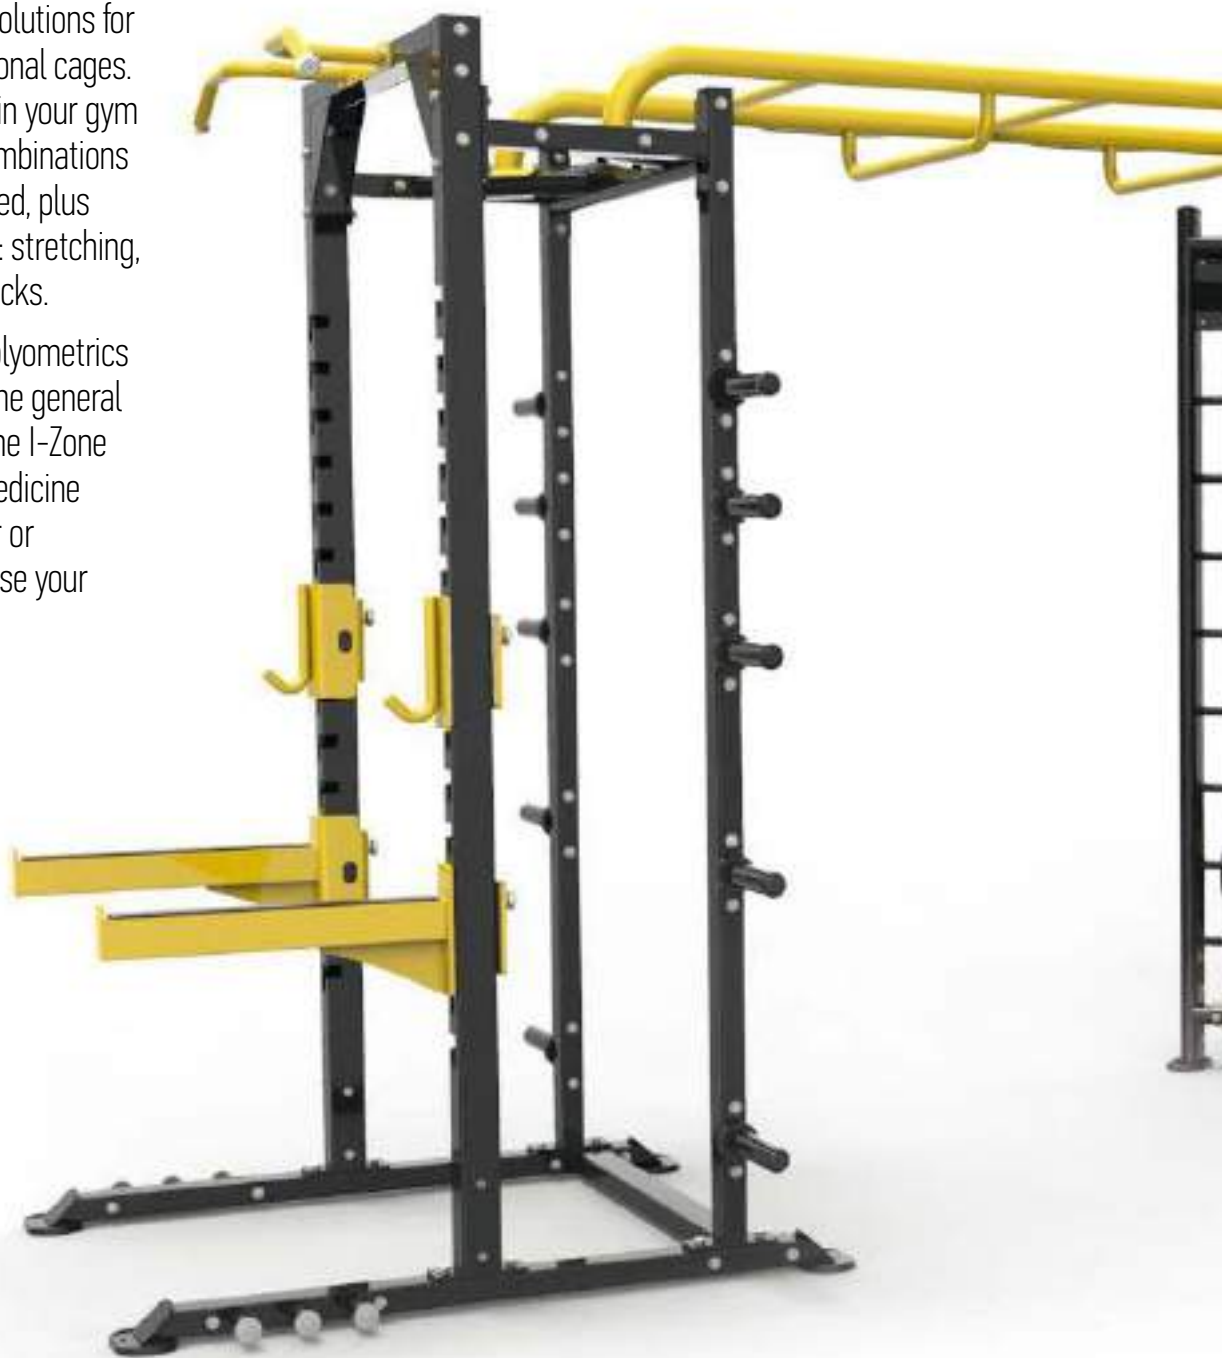 olutions for
onal cages.
in your gym
mbinations
ed, plus
: stretching,
cks.
olyometrics
he general
he I-Zone
edicine
r or
se your